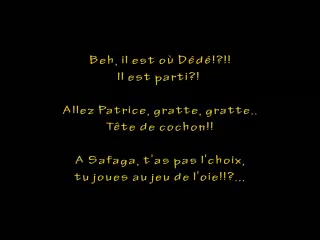 Beh, il est où Dédé!?!!
Il est parti?!
Allez Patrice, gratte, gratte..
Tête de cochon!!
A Safaga, t'as pas l'choix,
tu joues au jeu de l'oie!!?...